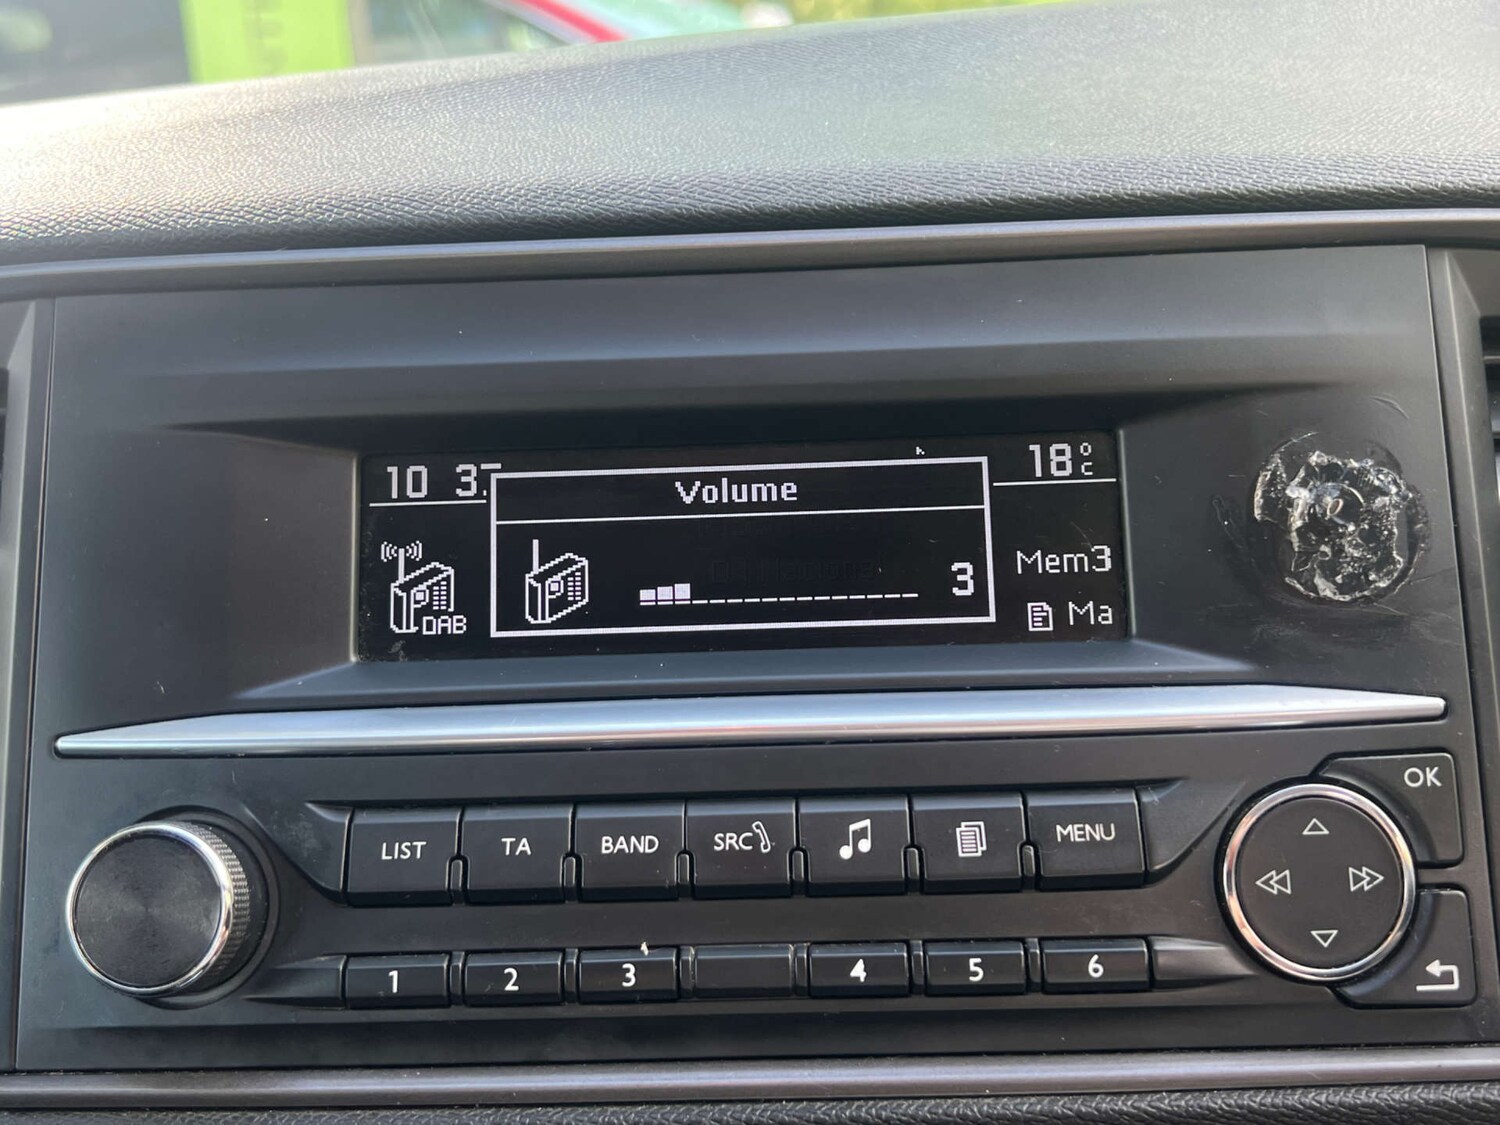 10 3
18°C
Volume
3
DAB
Mem3
Ma
OK
LIST TA BAND SRC MENU
1 2 3 4 5 6